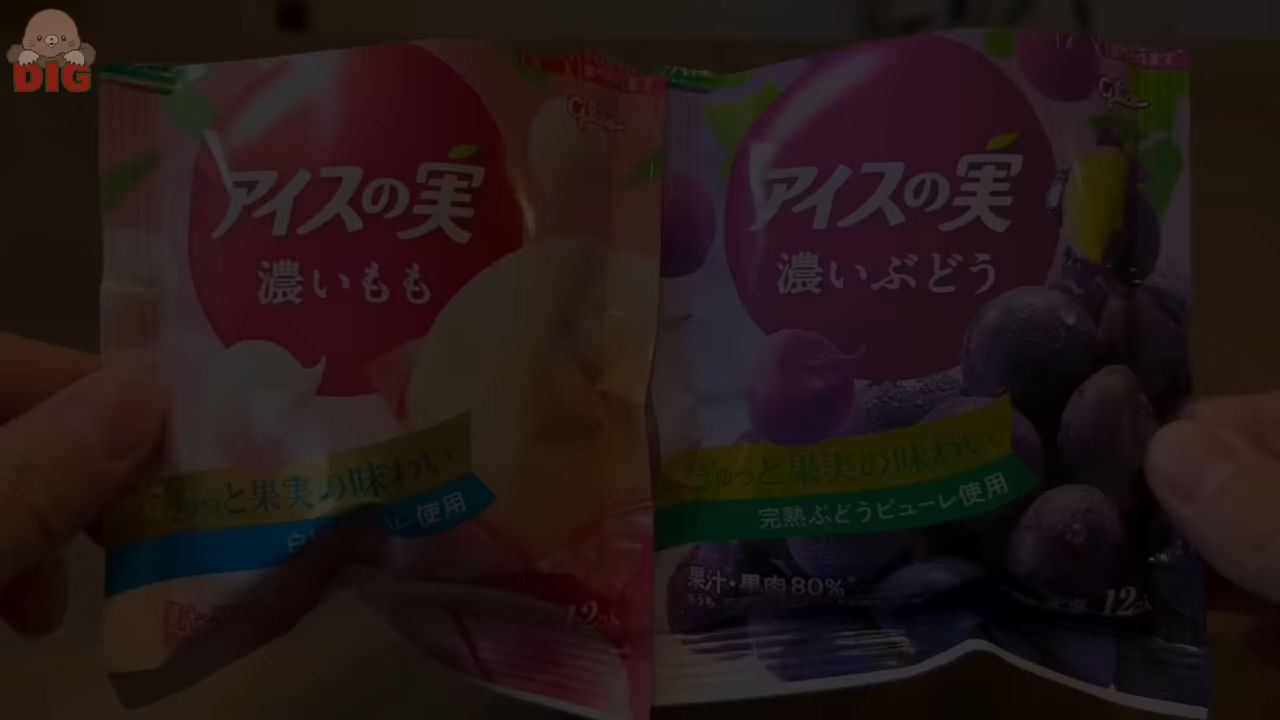 DIG
Glico
アイスの実
濃いもも
ぎゅっと果実の味わい
使用
Glico
アイスの実
濃いぶどう
ぎゅっと果実の味わい
完熟ぶどうピューレ使用
果汁・果肉80%
12